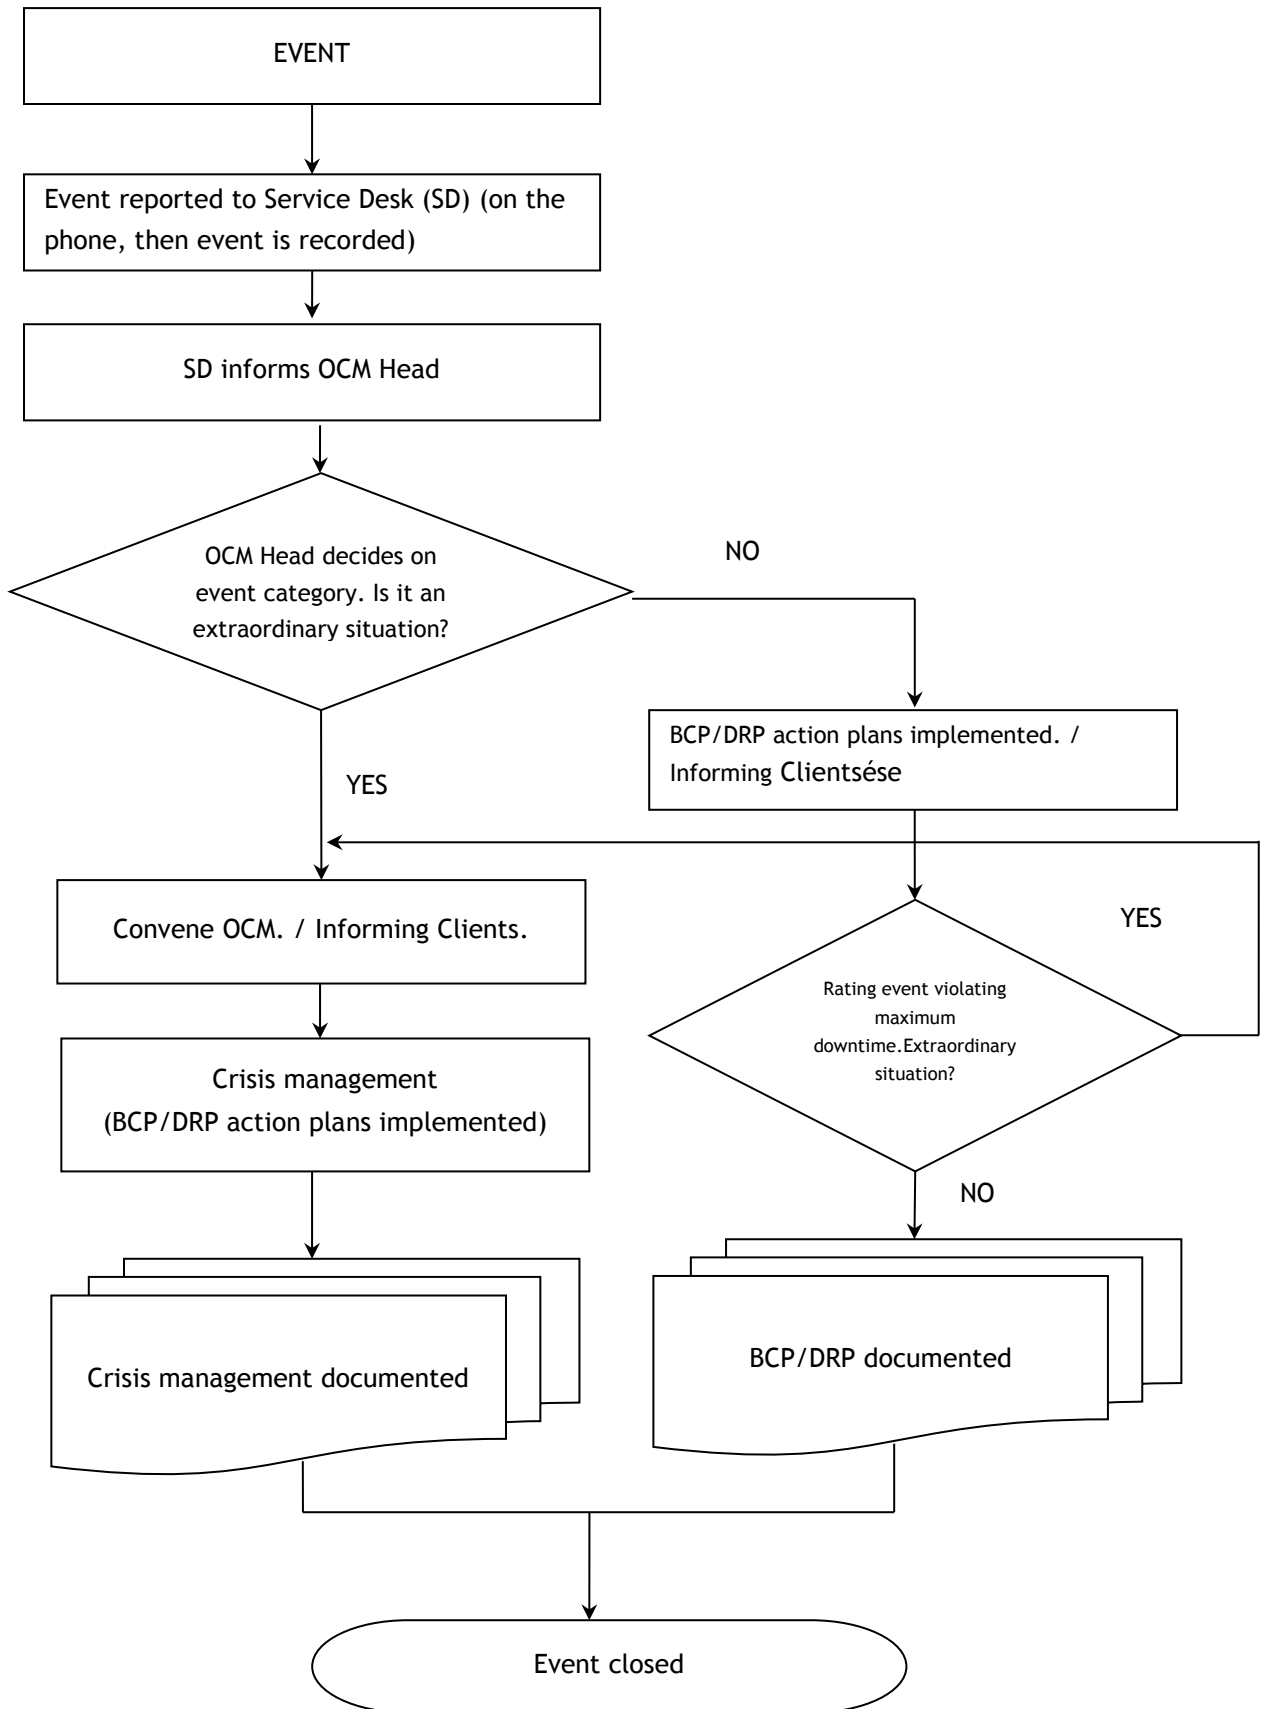 EVENT
Event reported to Service Desk (SD) (on the
phone, then event is recorded)
SD informs OCM Head
OCM Head decides on
event category. Is it an
extraordinary situation?
NO
BCP/DRP action plans implemented. /
Informing Clientsése
YES
Convene OCM. / Informing Clients.
YES
Rating event violating
maximum
downtime.Extraordinary
situation?
Crisis management
(BCP/DRP action plans implemented)
NO
Crisis management documented
BCP/DRP documented
Event closed